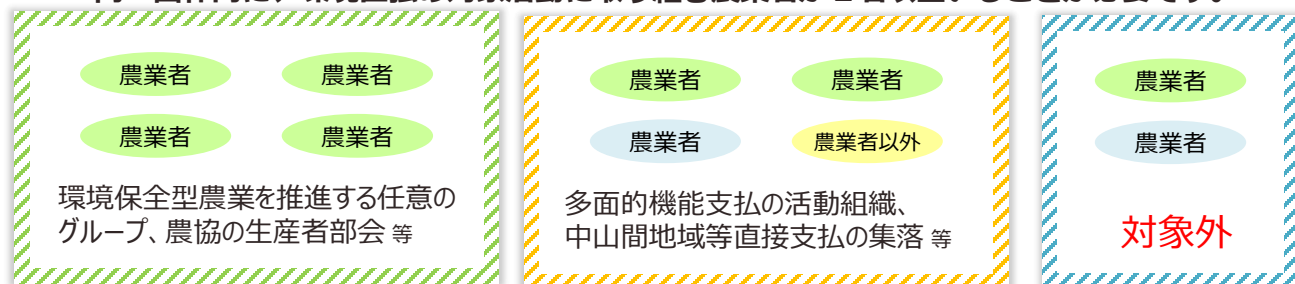 農業者 農業者
農業者 農業者
環境保全型農業を推進する任意の
グループ、農協の生産者部会 等
農業者 農業者
農業者 農業者以外
多面的機能支払の活動組織、
中山間地域等直接支払の集落 等
農業者
農業者
対象外